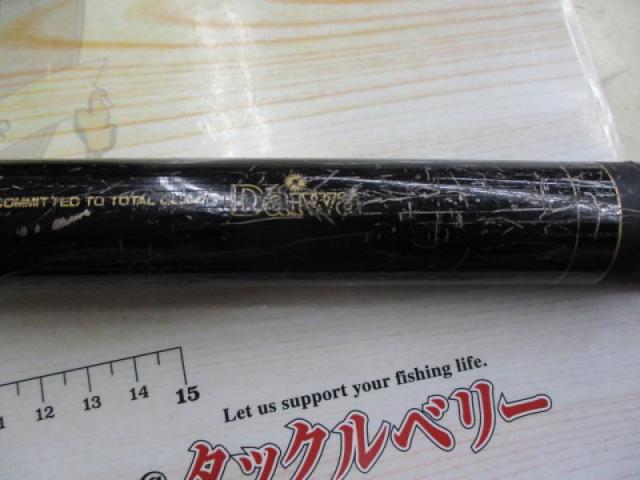 COMMITTED TO TOTAL
Daiwa
11 12 13 14 15
Let us support your fishing life.
タックルベリー